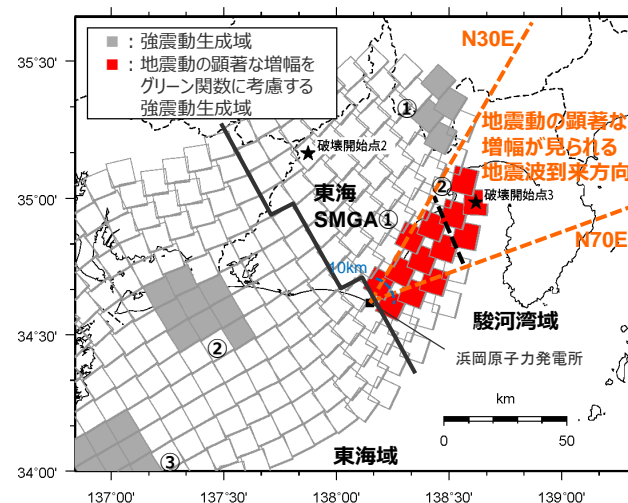 ■：強震動生成域
■：地震動の顕著な増幅を
グリーン関数に考慮する
強震動生成域
N30E
地震動の顕著な
増幅が見られる
地震波到来方向
N70E
①
破壊開始点2
②
破壊開始点3
東海
SMGA①
10km
駿河湾域
浜岡原子力発電所
②
③
東海域
km
0
50
35°30'
35°00'
34°30'
34°00'
137°00'
137°30'
138°00'
138°30'
139°00'